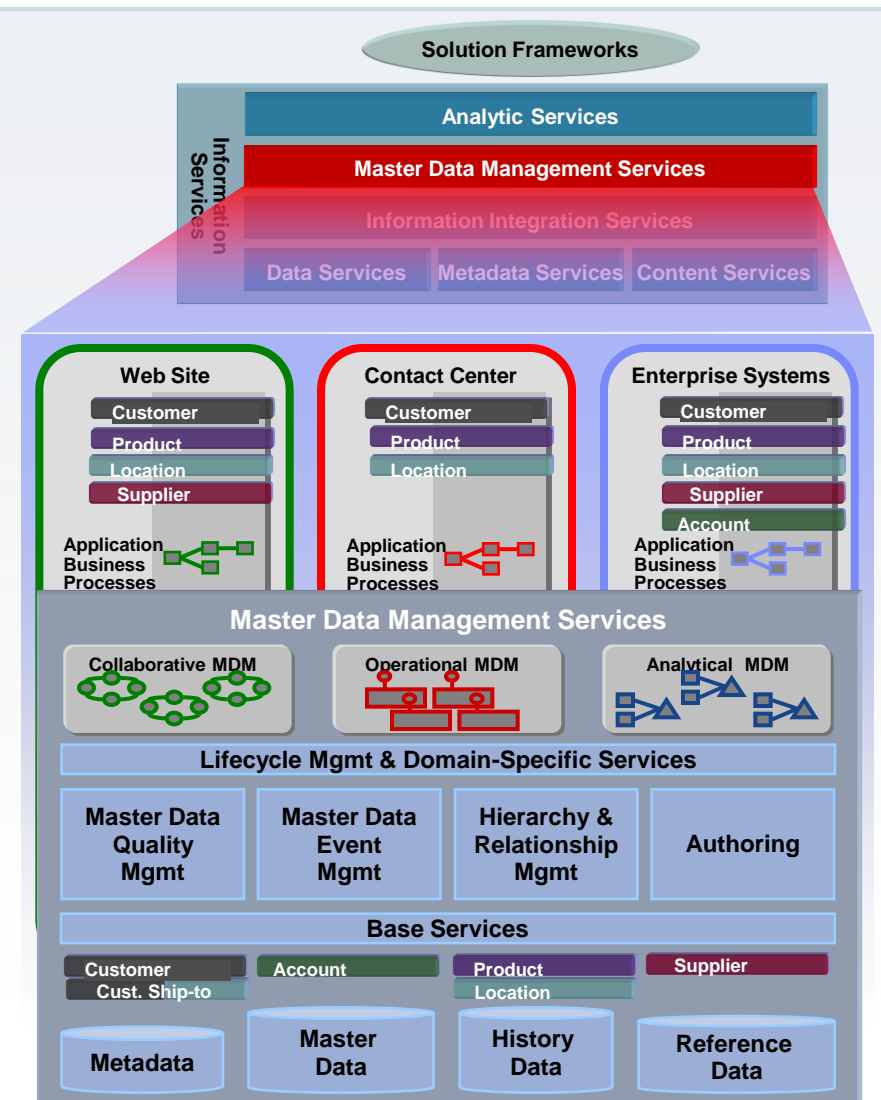 Solution Frameworks
Information
Services
Analytic Services
Master Data Management Services
Information Integration Services
Data Services
Metadata Services
Content Services
Web Site
Customer
Product
Location
Supplier
Application
Business
Processes
Contact Center
Customer
Product
Location
Application
Business
Processes
Enterprise Systems
Customer
Product
Location
Supplier
Account
Application
Business
Processes
Master Data Management Services
Collaborative MDM
Operational MDM
Analytical MDM
Lifecycle Mgmt & Domain-Specific Services
Master Data
Quality
Mgmt
Master Data
Event
Mgmt
Hierarchy &
Relationship
Mgmt
Authoring
Base Services
Customer
Cust. Ship-to
Account
Product
Location
Supplier
Metadata
Master
Data
History
Data
Reference
Data